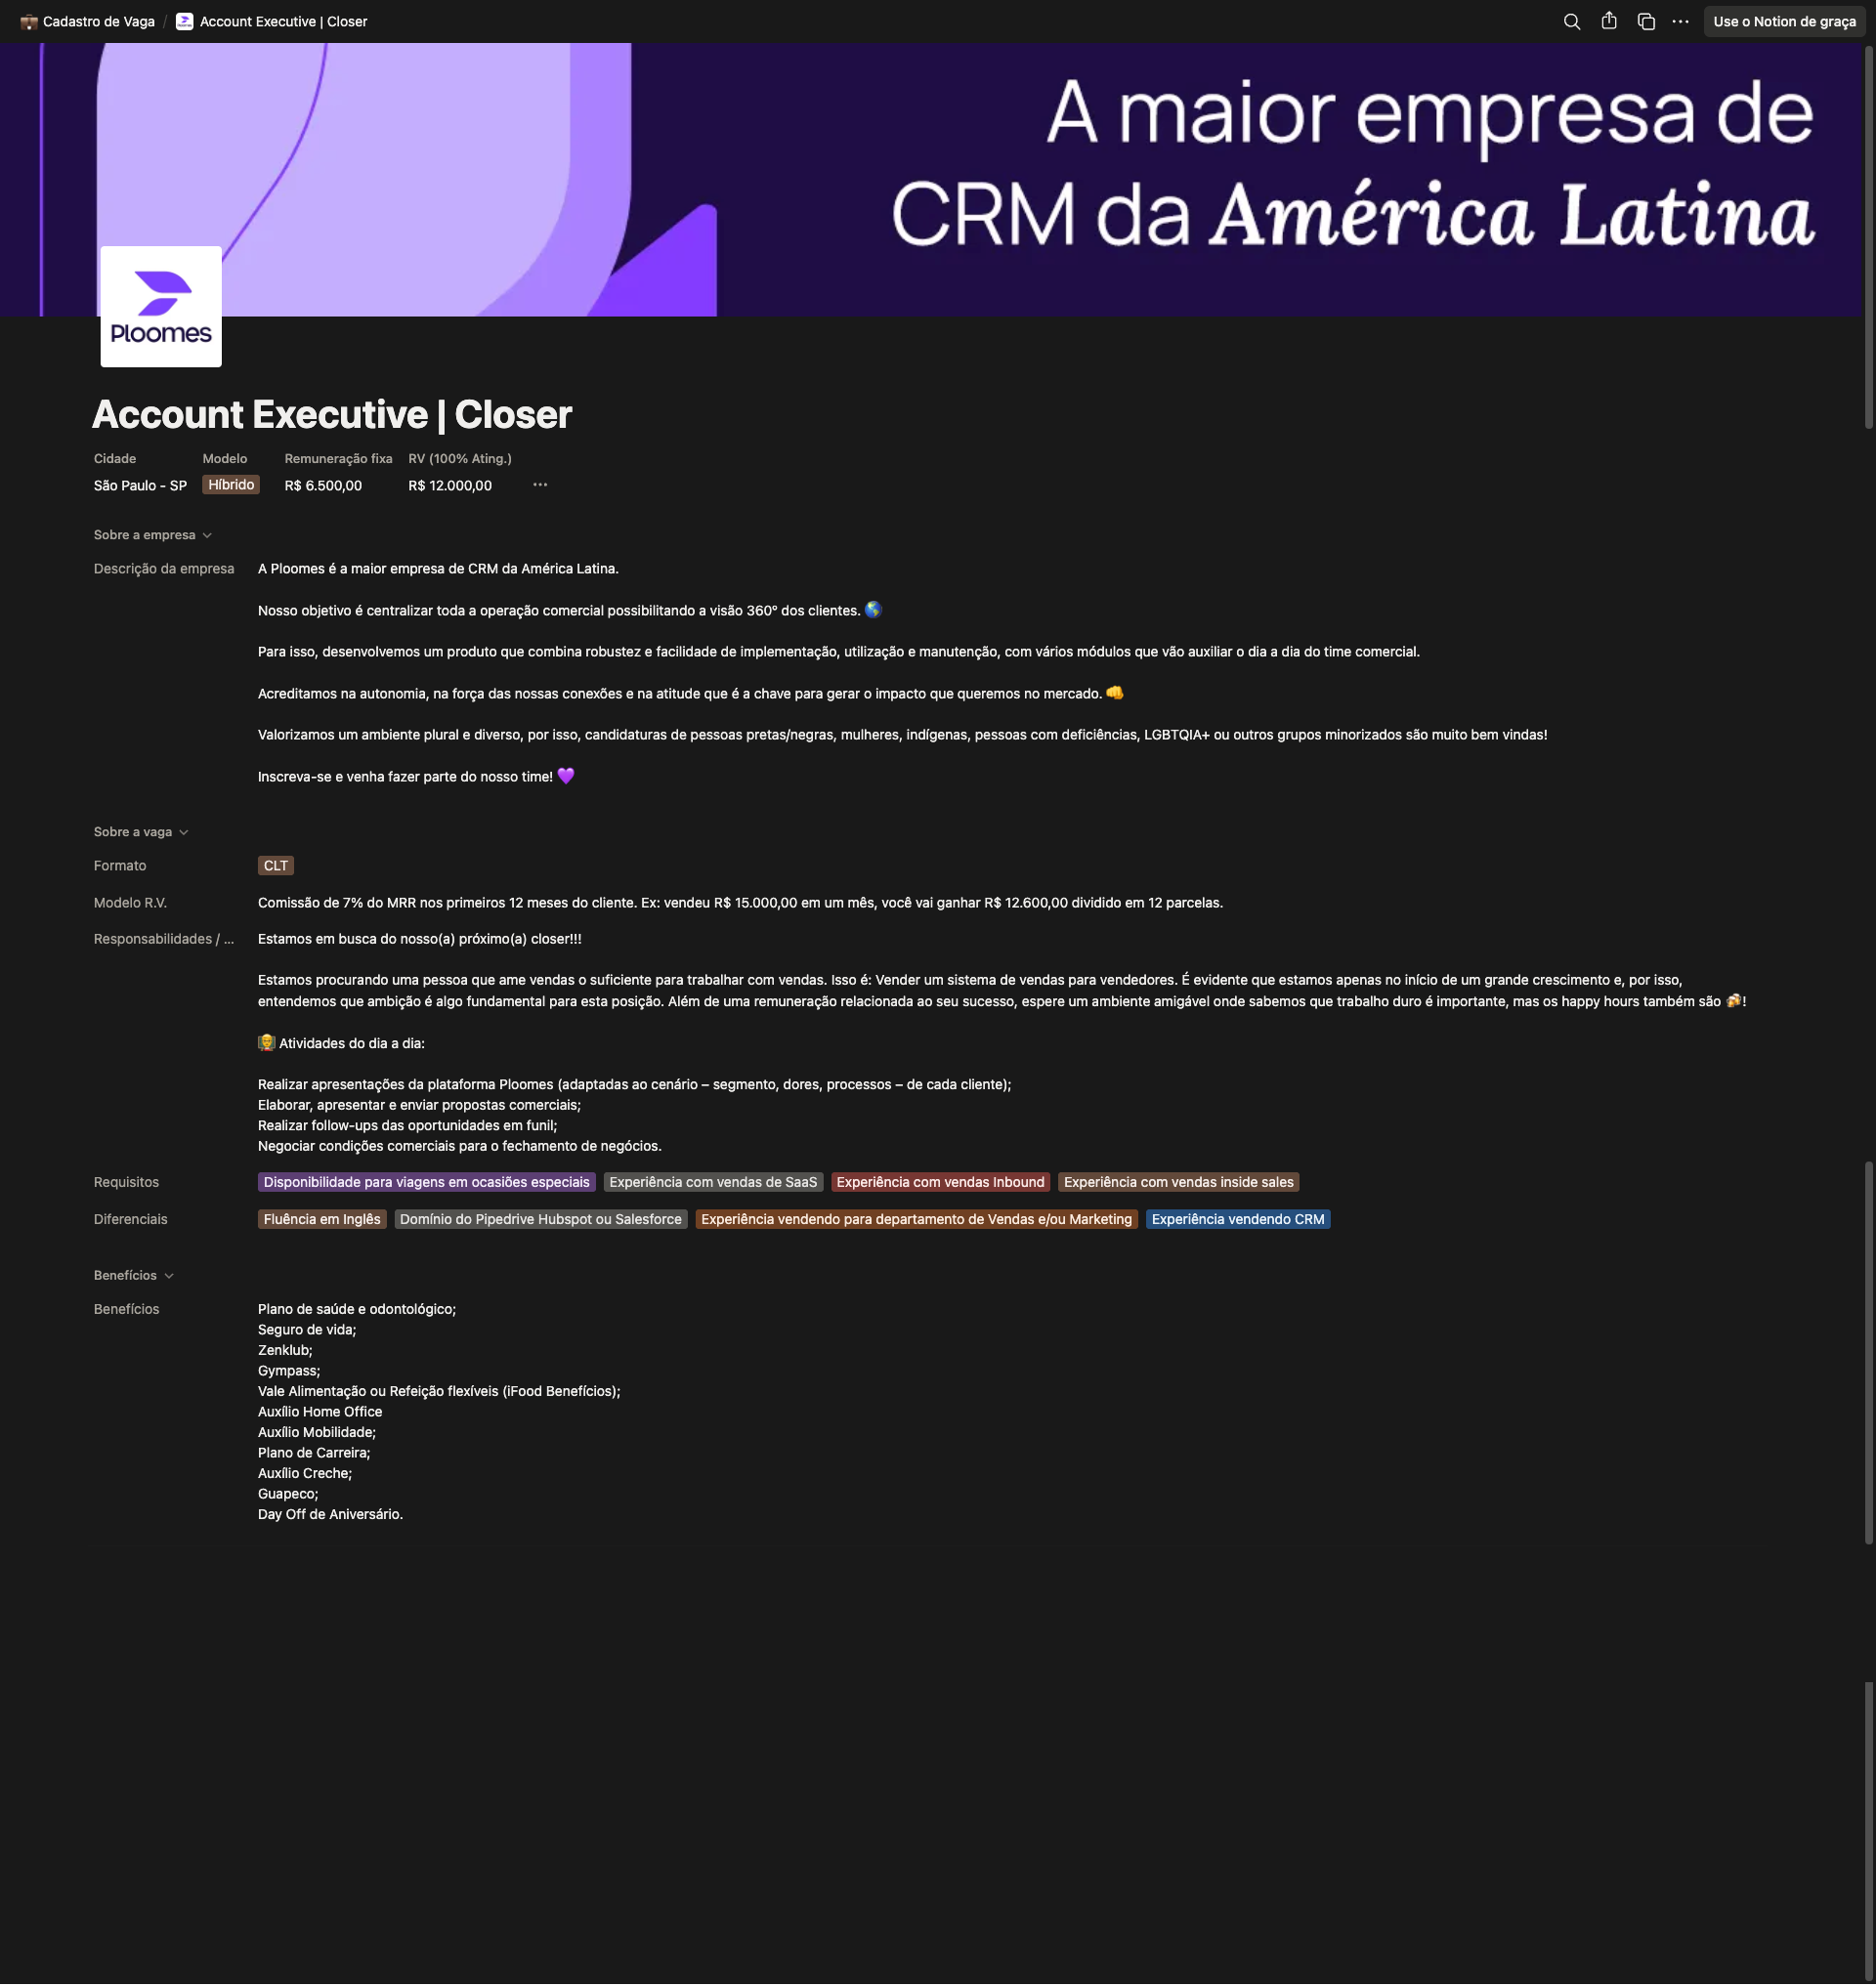 Cadastro de Vaga / Account Executive | Closer
Use o Notion de graça
A maior empresa de
CRM da América Latina
Ploomes
Account Executive | Closer
Cidade Modelo Remuneração fixa RV (100% Ating.)
São Paulo - SP Híbrido R$ 6.500,00 R$ 12.000,00
Sobre a empresa
Descrição da empresa A Ploomes é a maior empresa de CRM da América Latina.
Nosso objetivo é centralizar toda a operação comercial possibilitando a visão 360º dos clientes. 🌎
Para isso, desenvolvemos um produto que combina robustez e facilidade de implementação, utilização e manutenção, com vários módulos que vão auxiliar o dia a dia do time comercial.
Acreditamos na autonomia, na força das nossas conexões e na atitude que é a chave para gerar o impacto que queremos no mercado. 👊
Valorizamos um ambiente plural e diverso, por isso, candidaturas de pessoas pretas/negras, mulheres, indígenas, pessoas com deficiências, LGBTQIA+ ou outros grupos minorizados são muito bem vindas!
Inscreva-se e venha fazer parte do nosso time! 💜
Sobre a vaga
Formato CLT
Modelo R.V. Comissão de 7% do MRR nos primeiros 12 meses do cliente. Ex: vendeu R$ 15.000,00 em um mês, você vai ganhar R$ 12.600,00 dividido em 12 parcelas.
Responsabilidades / ... Estamos em busca do nosso(a) próximo(a) closer!!!
Estamos procurando uma pessoa que ame vendas o suficiente para trabalhar com vendas. Isso é: Vender um sistema de vendas para vendedores. É evidente que estamos apenas no início de um grande crescimento e, por isso,
entendemos que ambição é algo fundamental para esta posição. Além de uma remuneração relacionada ao seu sucesso, espere um ambiente amigável onde sabemos que trabalho duro é importante, mas os happy hours também são 🍻!
Atividades do dia a dia:
Realizar apresentações da plataforma Ploomes (adaptadas ao cenário – segmento, dores, processos – de cada cliente);
Elaborar, apresentar e enviar propostas comerciais;
Realizar follow-ups das oportunidades em funil;
Negociar condições comerciais para o fechamento de negócios.
Requisitos Disponibilidade para viagens em ocasiões especiais Experiência com vendas de SaaS Experiência com vendas Inbound Experiência com vendas inside sales
Diferenciais Fluência em Inglês Domínio do Pipedrive Hubspot ou Salesforce Experiência vendendo para departamento de Vendas e/ou Marketing Experiência vendendo CRM
Benefícios
Benefícios Plano de saúde e odontológico;
Seguro de vida;
Zenklub;
Gympass;
Vale Alimentação ou Refeição flexíveis (iFood Benefícios);
Auxílio Home Office
Auxílio Mobilidade;
Plano de Carreira;
Auxílio Creche;
Guapeco;
Day Off de Aniversário.